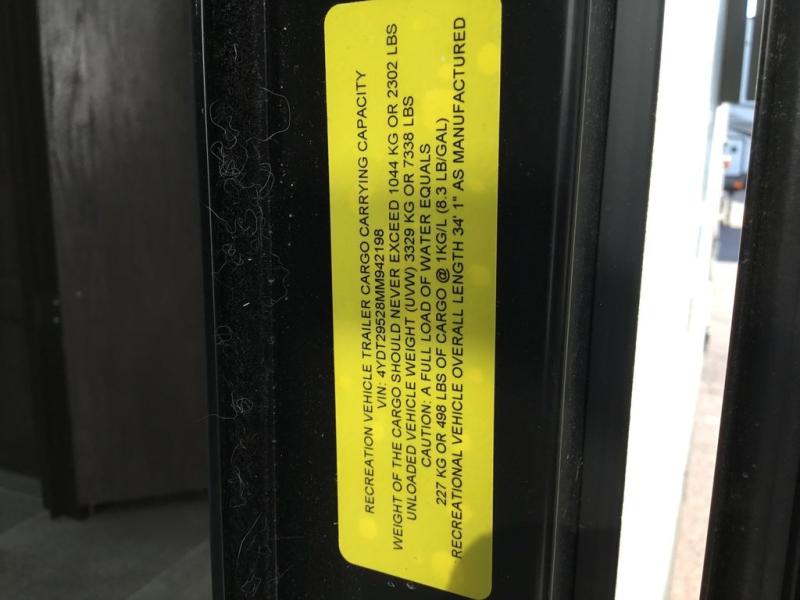 RECREATION VEHICLE TRAILER CARGO CARRYING CAPACITY
VIN: 4YDT29528MM942198
WEIGHT OF THE CARGO SHOULD NEVER EXCEED 1044 KG OR 2302 LBS
UNLOADED VEHICLE WEIGHT (UVW) 3329 KG OR 7338 LBS
CAUTION: A FULL LOAD OF WATER EQUALS
227 KG OR 498 LBS OF CARGO @ 1KG/L (8.3 LB/GAL)
RECREATIONAL VEHICLE OVERALL LENGTH 34' 1" AS MANUFACTURED